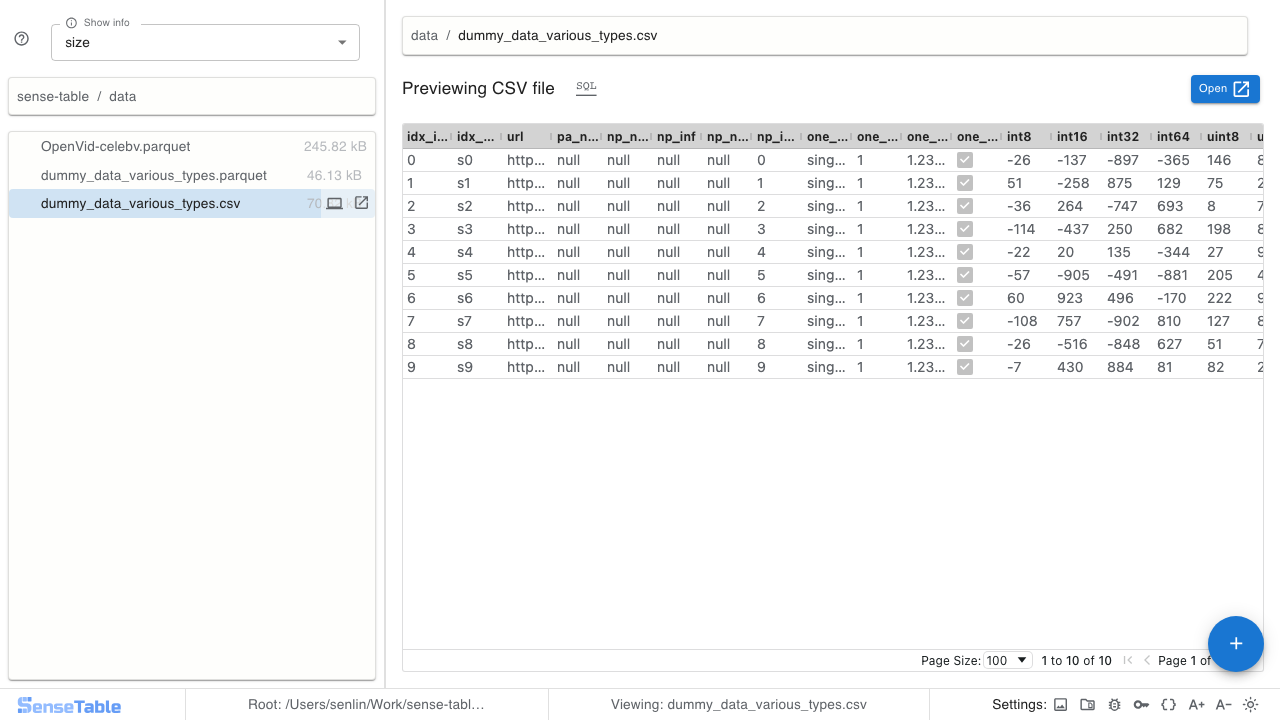 Show info
size
sense-table / data
OpenVid-celebv.parquet 245.82 kB
dummy_data_various_types.parquet 46.13 kB
dummy_data_various_types.csv
data / dummy_data_various_types.csv
Previewing CSV file SQL Open
idx_i... idx_... url pa_n... np_n... np_inf np_n... np_i... one_... one_... one_... one_... int8 int16 int32 int64 uint8
0 s0 http... null null null null 0 sing... 1 1.23... -26 -137 -897 -365 146
1 s1 http... null null null null 1 sing... 1 1.23... 51 -258 875 129 75
2 s2 http... null null null null 2 sing... 1 1.23... -36 264 -747 693 8
3 s3 http... null null null null 3 sing... 1 1.23... -114 -437 250 682 198
4 s4 http... null null null null 4 sing... 1 1.23... -22 20 135 -344 27
5 s5 http... null null null null 5 sing... 1 1.23... -57 -905 -491 -881 205
6 s6 http... null null null null 6 sing... 1 1.23... 60 923 496 -170 222
7 s7 http... null null null null 7 sing... 1 1.23... -108 757 -902 810 127
8 s8 http... null null null null 8 sing... 1 1.23... -26 -516 -848 627 51
9 s9 http... null null null null 9 sing... 1 1.23... -7 430 884 81 82
Page Size: 100 1 to 10 of 10 Page 1 of
SenseTable Root: /Users/senlin/Work/sense-tabl... Viewing: dummy_data_various_types.csv Settings: A+ A-